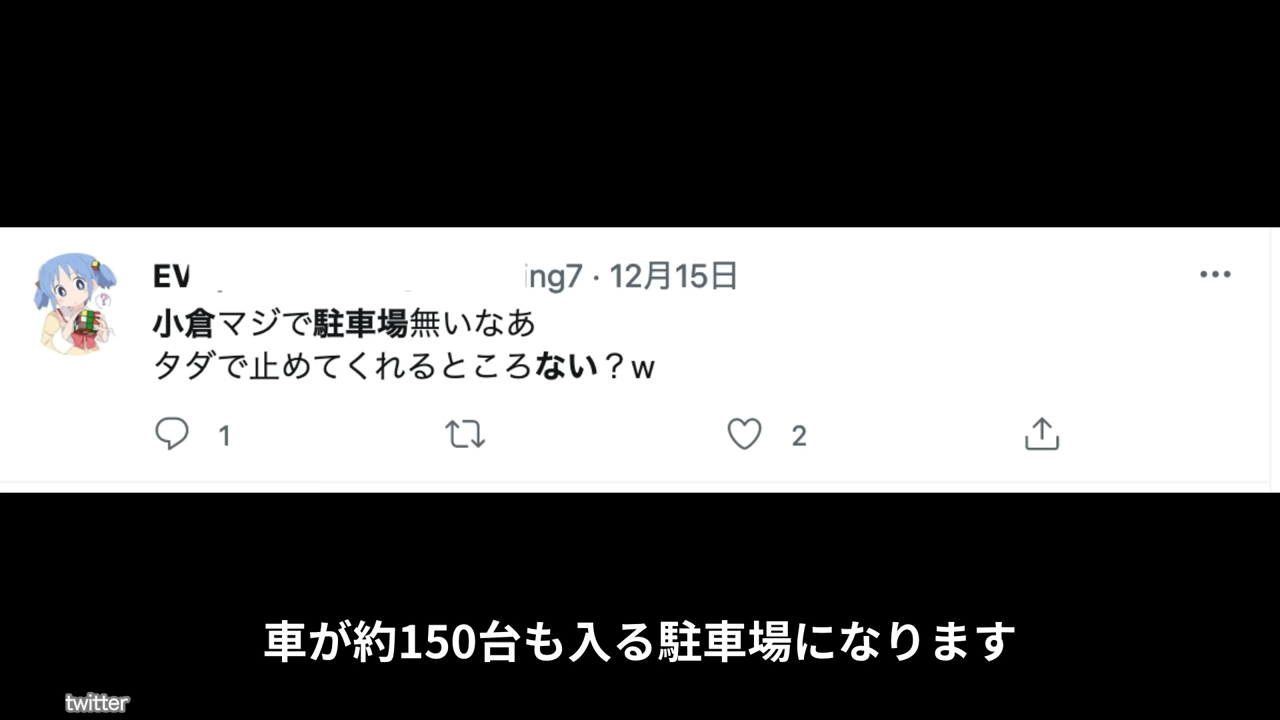 EV ing7 · 12月15日
小倉マジで駐車場無いなあ
タダで止めてくれるところない？w
1 2
車が約150台も入る駐車場になります
twitter